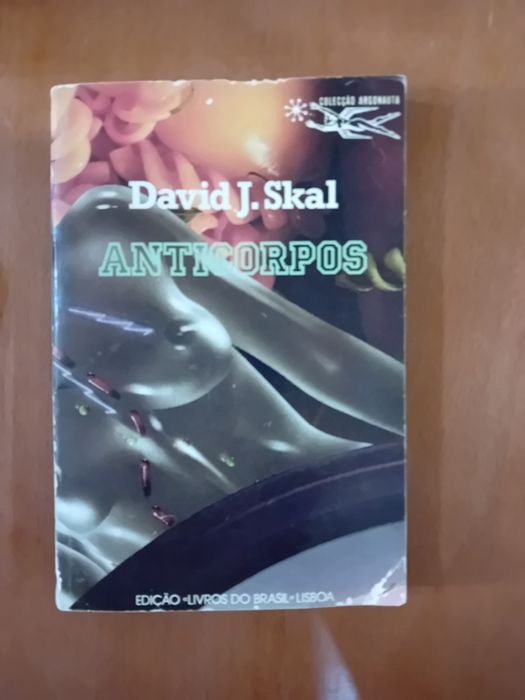 COLECÇÃO ARGONAUTA
David J. Skal
ANTICORPOS
EDIÇÃO «LIVROS DO BRASIL» LISBOA